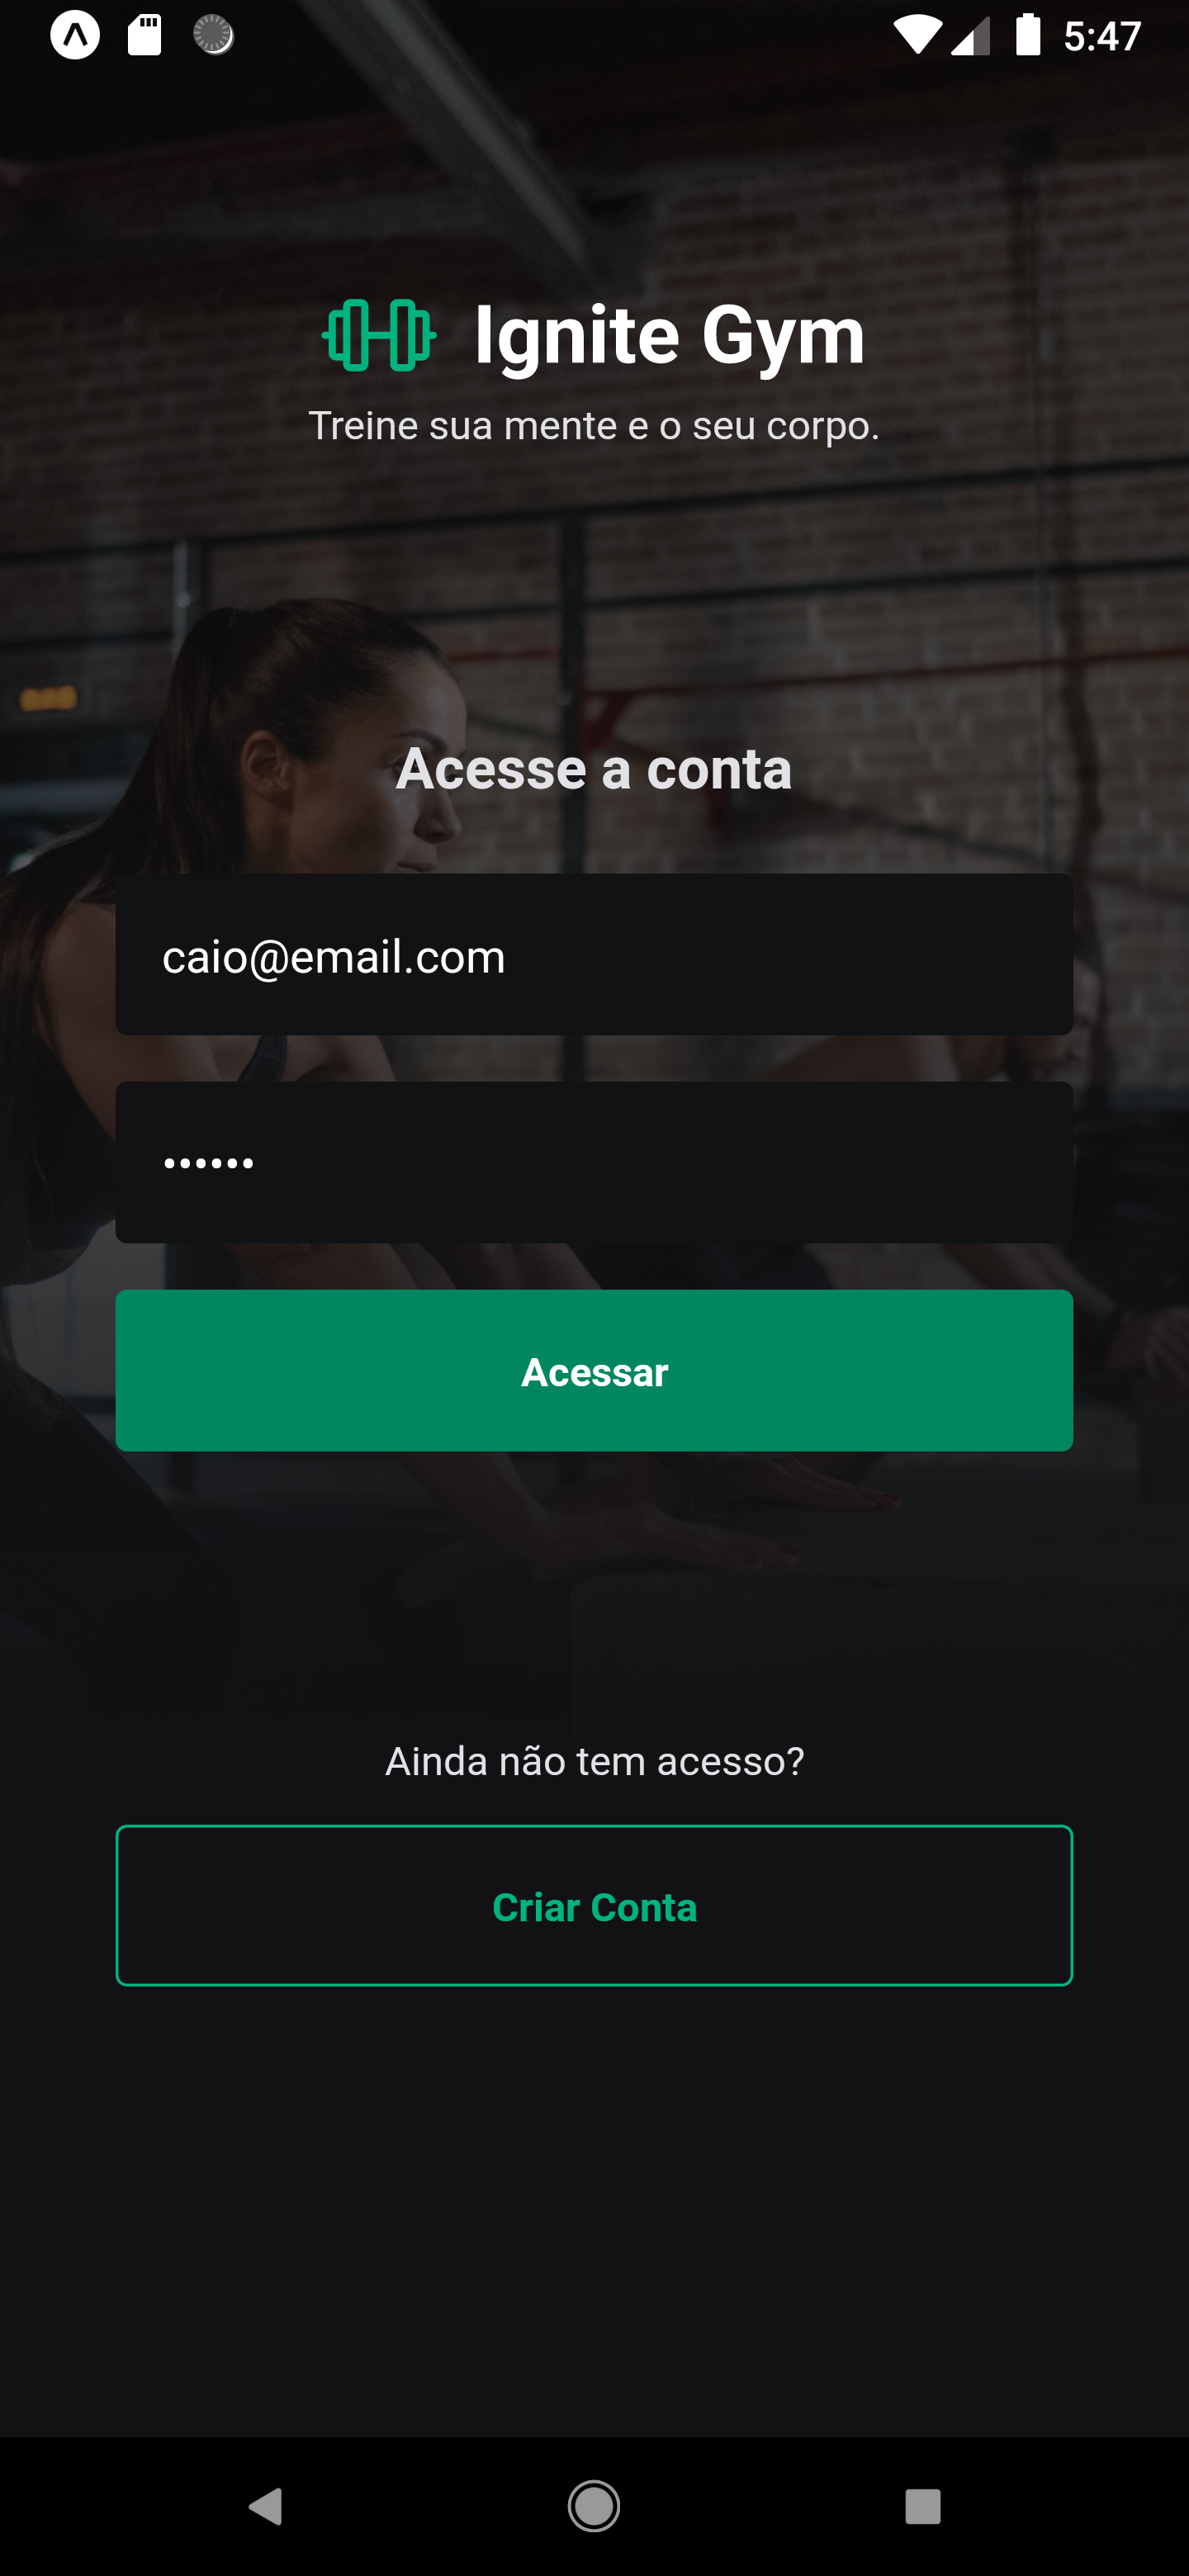 5:47
Ignite Gym
Treine sua mente e o seu corpo.
Acesse a conta
caio@email.com
••••••
Acessar
Ainda não tem acesso?
Criar Conta